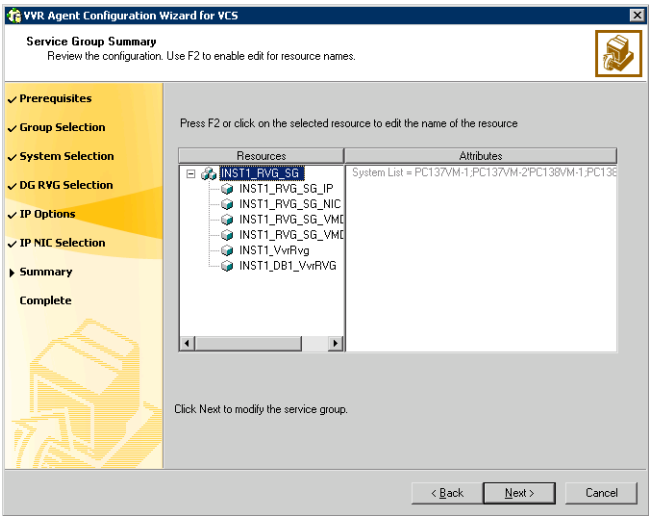 VVR Agent Configuration Wizard for VCS
Service Group Summary
Review the configuration. Use F2 to enable edit for resource names.
Prerequisites
Group Selection
System Selection
DG RVG Selection
IP Options
IP NIC Selection
Summary
Complete
Press F2 or click on the selected resource to edit the name of the resource
Resources
Attributes
INST1_RVG_SG
INST1_RVG_SG_IP
INST1_RVG_SG_NIC
INST1_RVG_SG_VMD
INST1_RVG_SG_VMD
INST1_VvrRvg
INST1_DB1_VvrRVG
System List = PC137VM-1;PC137VM-2'PC138VM-1;PC138
Click Next to modify the service group.
< Back
Next >
Cancel